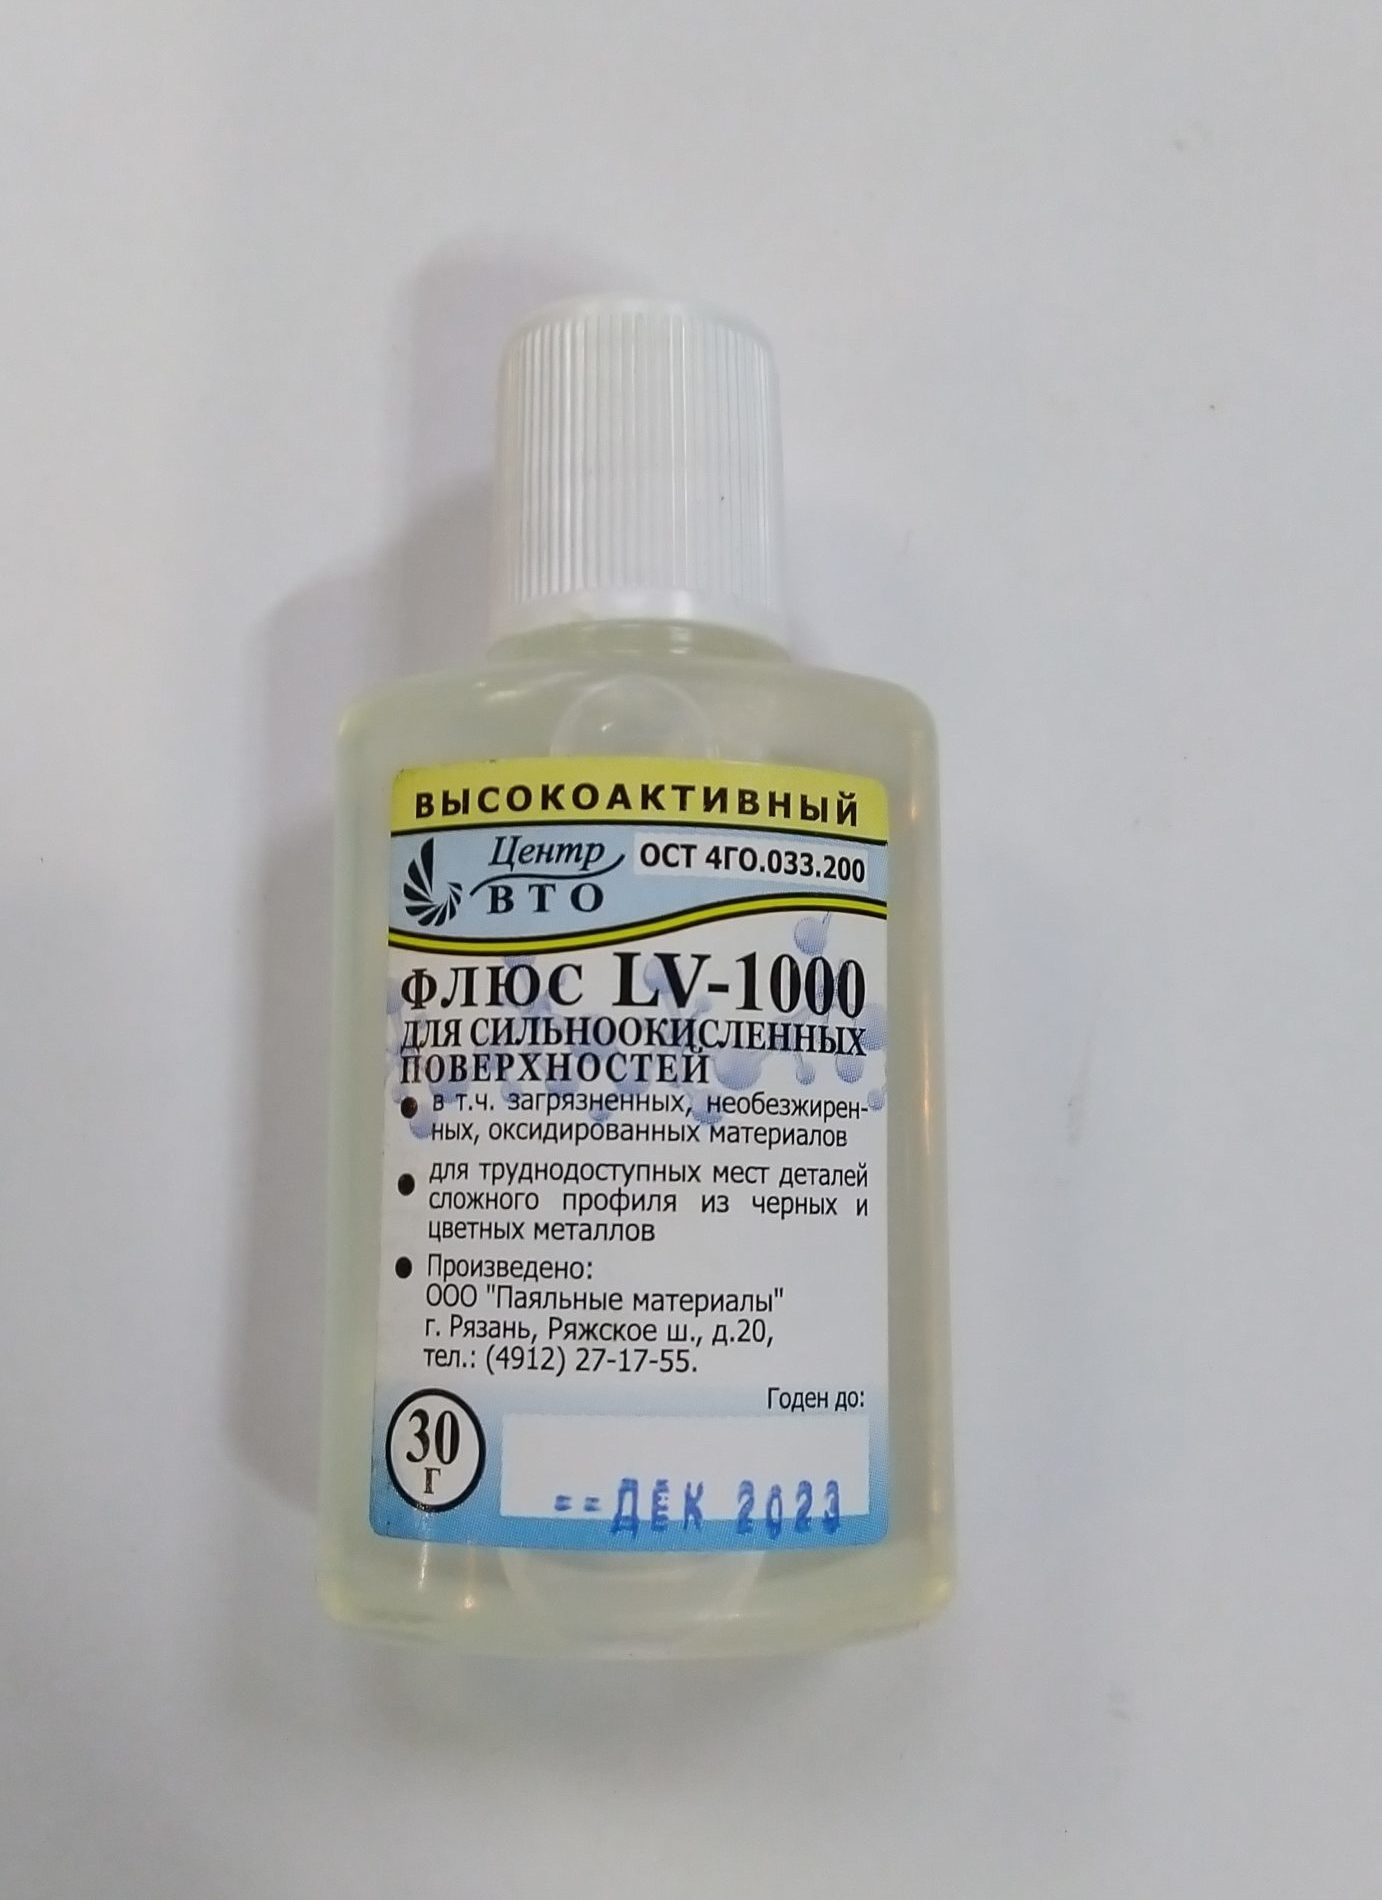 ВЫСОКОАКТИВНЫЙ
Центр
ВТО
ОСТ 4ГО.033.200
ФЛЮС LV-1000
ДЛЯ СИЛЬНООКИСЛЕННЫХ
ПОВЕРХНОСТЕЙ
● в т.ч. загрязненных, необезжирен-
ных, оксидированных материалов
● для труднодоступных мест деталей
сложного профиля из черных и
цветных металлов
● Произведено:
ООО "Паяльные материалы"
г. Рязань, Ряжское ш., д.20,
тел.: (4912) 27-17-55.
Годен до:
30
Г
==ДЕК 2023